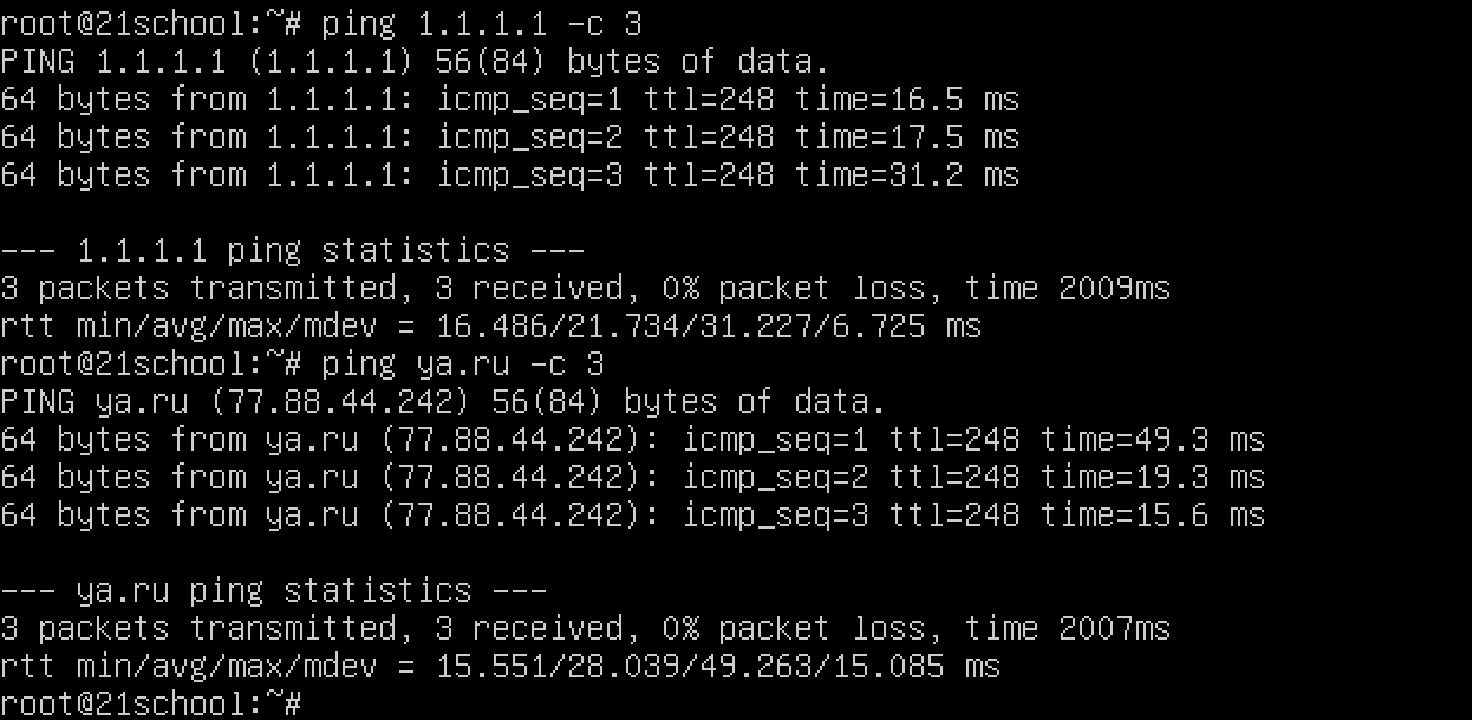 root@21school:~# ping 1.1.1.1 -c 3
PING 1.1.1.1 (1.1.1.1) 56(84) bytes of data.
64 bytes from 1.1.1.1: icmp_seq=1 ttl=248 time=16.5 ms
64 bytes from 1.1.1.1: icmp_seq=2 ttl=248 time=17.5 ms
64 bytes from 1.1.1.1: icmp_seq=3 ttl=248 time=31.2 ms
--- 1.1.1.1 ping statistics ---
3 packets transmitted, 3 received, 0% packet loss, time 2009ms
rtt min/avg/max/mdev = 16.486/21.734/31.227/6.725 ms
root@21school:~# ping ya.ru -c 3
PING ya.ru (77.88.44.242) 56(84) bytes of data.
64 bytes from ya.ru (77.88.44.242): icmp_seq=1 ttl=248 time=49.3 ms
64 bytes from ya.ru (77.88.44.242): icmp_seq=2 ttl=248 time=19.3 ms
64 bytes from ya.ru (77.88.44.242): icmp_seq=3 ttl=248 time=15.6 ms
--- ya.ru ping statistics ---
3 packets transmitted, 3 received, 0% packet loss, time 2007ms
rtt min/avg/max/mdev = 15.551/28.039/49.263/15.085 ms
root@21school:~#